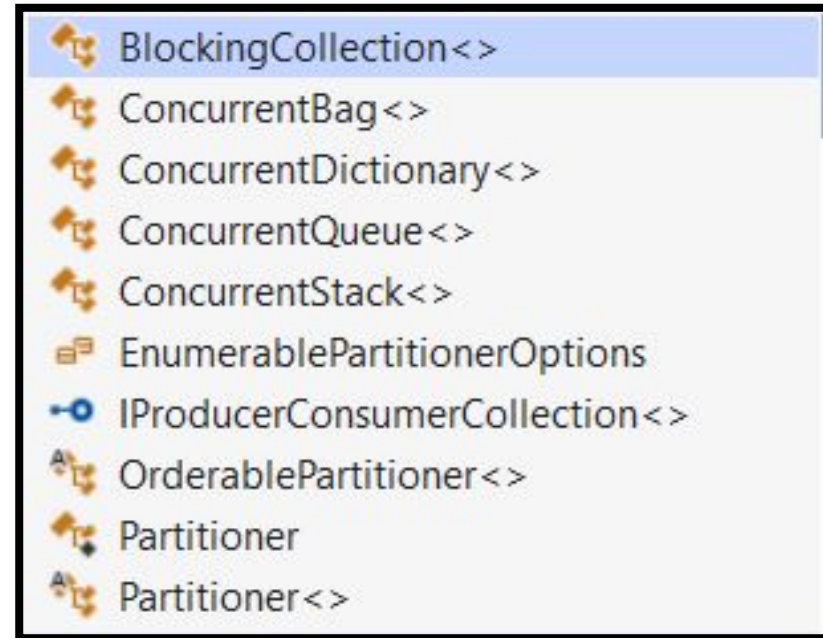 BlockingCollection<>
ConcurrentBag<>
ConcurrentDictionary<>
ConcurrentQueue<>
ConcurrentStack<>
EnumerablePartitionerOptions
IProducerConsumerCollection<>
OrderablePartitioner<>
Partitioner
Partitioner<>